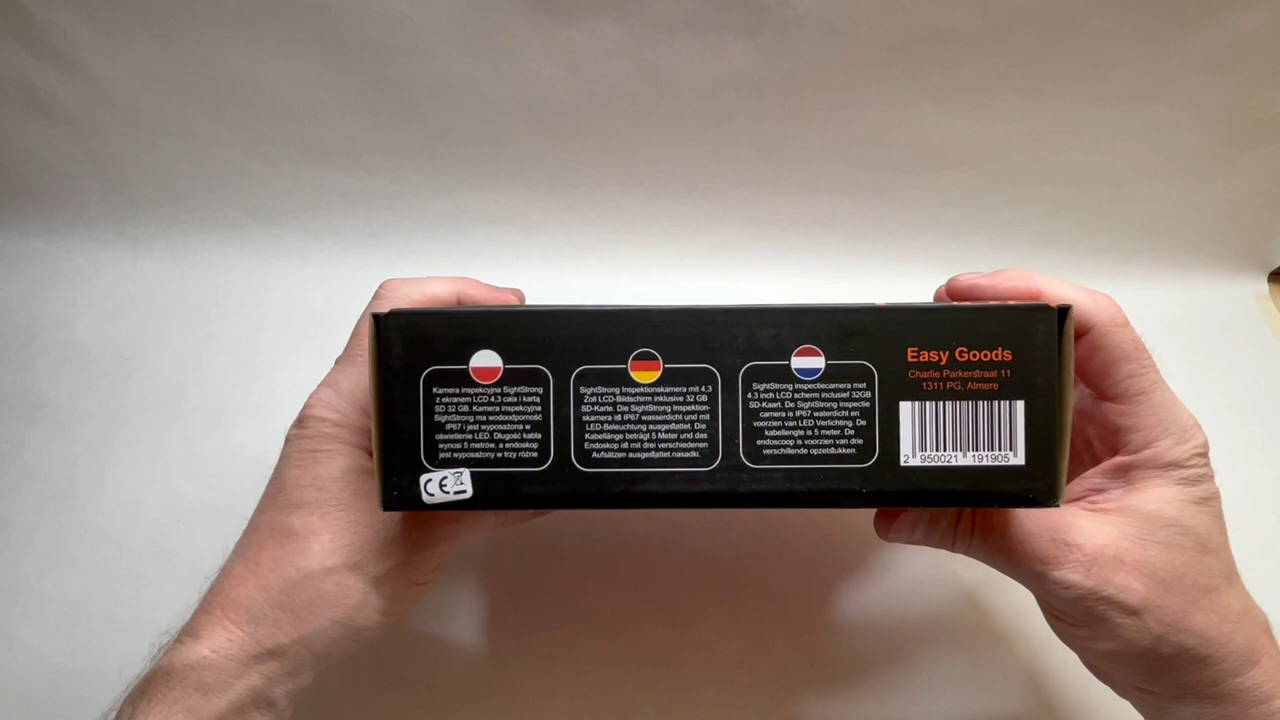 Kamera inspekcyjna SightStrong
z ekranem LCD 4,3 cala i kartą
SD 32 GB. Kamera inspekcyjna
SightStrong ma wodoodporność
IP67 i jest wyposażona w
oświetlenie LED. Długość kabla
wynosi 5 metrów, a endoskop
jest wyposażony w trzy różne
CE
SightStrong Inspektionskamera mit 4,3
Zoll LCD-Bildschirm inklusive 32 GB
SD-Karte. Die SightStrong Inspektion-
kamera ist IP67 wasserdicht und mit
LED-Beleuchtung ausgestattet. Die
Kabellänge beträgt 5 Meter und das
Endoskop ist mit drei verschiedenen
Aufsätzen ausgestattet.nasadki.
SightStrong inspectiecamera met
4.3 inch LCD scherm inclusief 32GB
SD-Kaart. De SightStrong inspectie
camera is IP67 waterdicht en
voorzien van LED Verlichting. De
kabellengte is 5 meter. De
endoscoop is voorzien van drie
verschillende opzetstukken.
Easy Goods
Charlie Parkerstraat 11
1311 PG, Almere
2 950021 191905